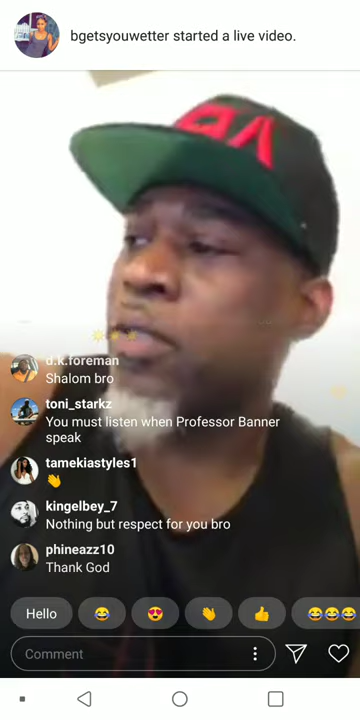 bgetsyouwetter started a live video.
d.k.foreman
Shalom bro
toni_starkz
You must listen when Professor Banner
speak
tamekiastyles1
👋
kingelbey_7
Nothing but respect for you bro
phineazz10
Thank God
Hello 😂 😍 👋 👍 😂😂😂
Comment